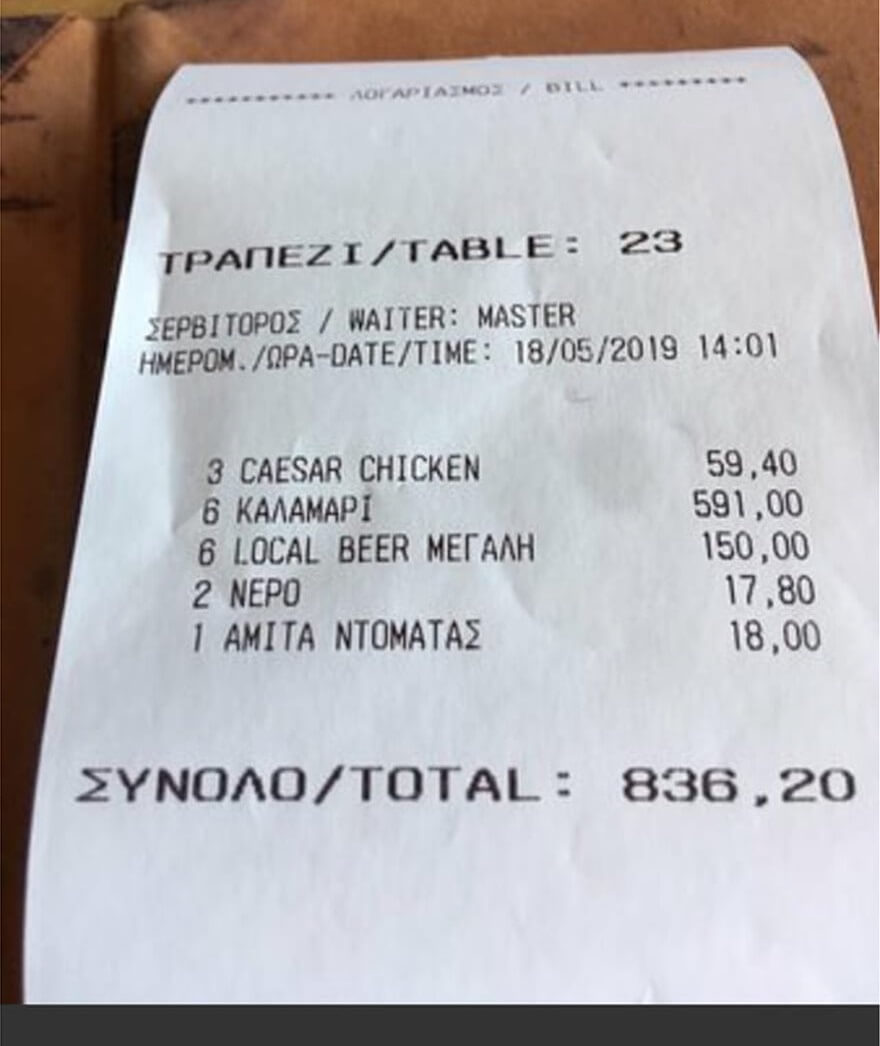 *********** ΛΟΓΑΡΙΑΣΜΟΣ / BILL *********
ΤΡΑΠΕΖΙ/TABLE: 23
ΣΕΡΒΙΤΟΡΟΣ / WAITER: MASTER
ΗΜΕΡΟΜ./ΩΡΑ-DATE/TIME: 18/05/2019 14:01
3 CAESAR CHICKEN 59,40
6 ΚΑΛΑΜΑΡΙ 591,00
6 LOCAL BEER ΜΕΓΑΛΗ 150,00
2 ΝΕΡΟ 17,80
1 ΑΜΙΤΑ ΝΤΟΜΑΤΑΣ 18,00
ΣΥΝΟΛΟ/TOTAL: 836,20